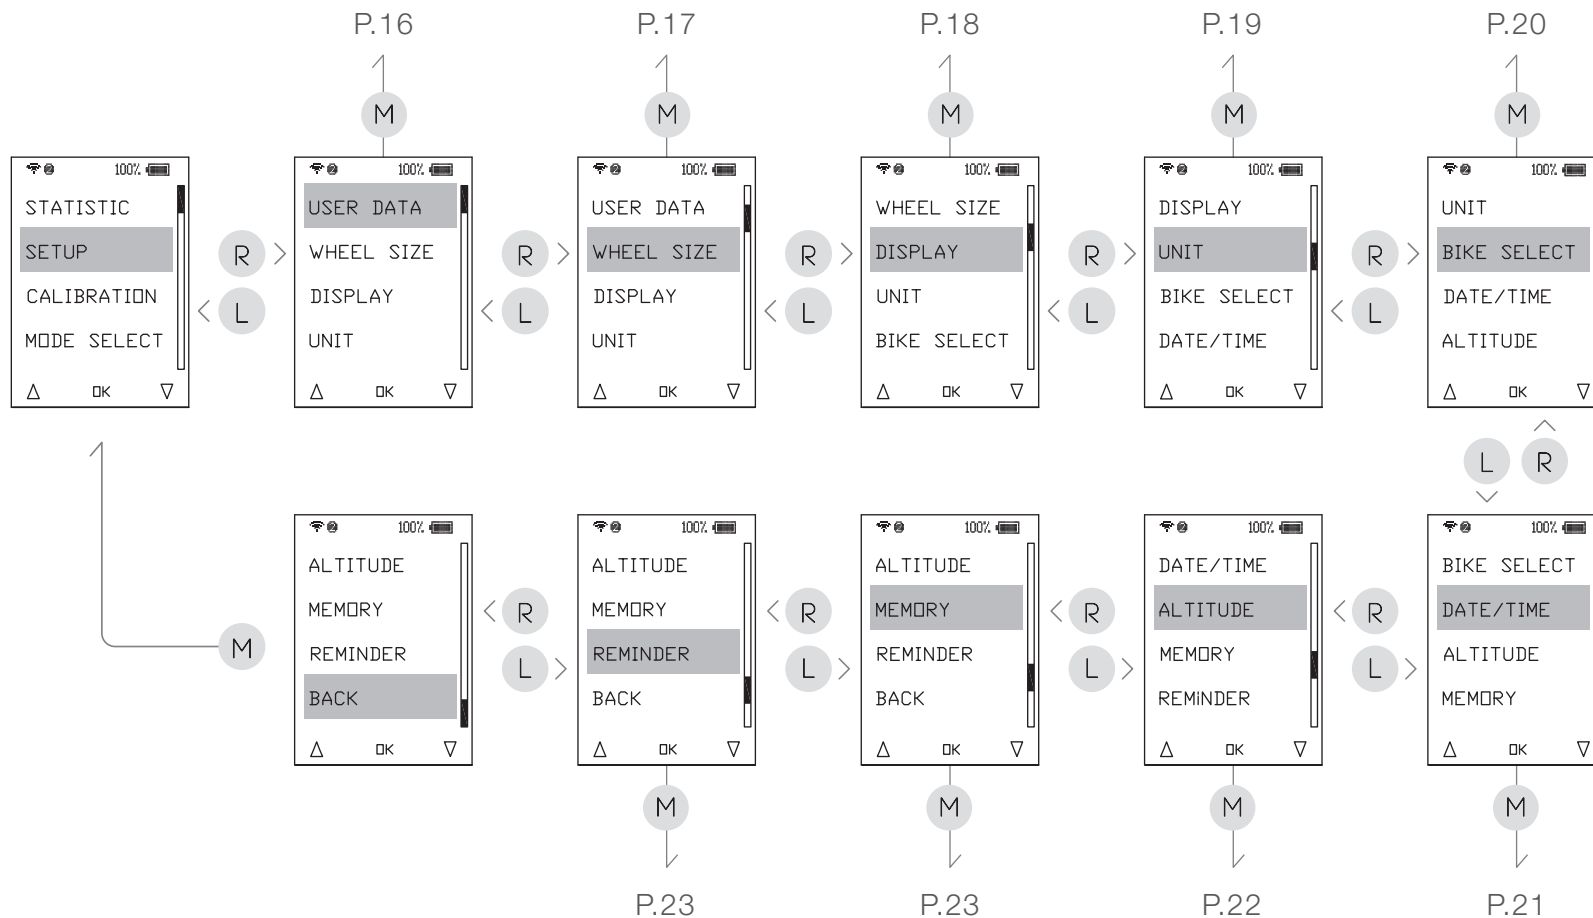 P.16
P.17
P.18
P.19
P.20
M
M
M
M
M
100%
STATISTIC
SETUP
CALIBRATION
MODE SELECT
OK
R
L
100%
USER DATA
WHEEL SIZE
DISPLAY
UNIT
OK
R
L
100%
USER DATA
WHEEL SIZE
DISPLAY
UNIT
OK
R
L
100%
WHEEL SIZE
DISPLAY
UNIT
BIKE SELECT
OK
R
L
100%
DISPLAY
UNIT
BIKE SELECT
DATE/TIME
OK
R
L
100%
UNIT
BIKE SELECT
DATE/TIME
ALTITUDE
OK
L R
M
100%
ALTITUDE
MEMORY
REMINDER
BACK
OK
R
L
100%
ALTITUDE
MEMORY
REMINDER
BACK
OK
R
L
100%
ALTITUDE
MEMORY
REMINDER
BACK
OK
R
L
100%
DATE/TIME
ALTITUDE
MEMORY
REMiNDER
OK
R
L
100%
BIKE SELECT
DATE/TIME
ALTITUDE
MEMORY
OK
M
M
M
M
P.23
P.23
P.22
P.21